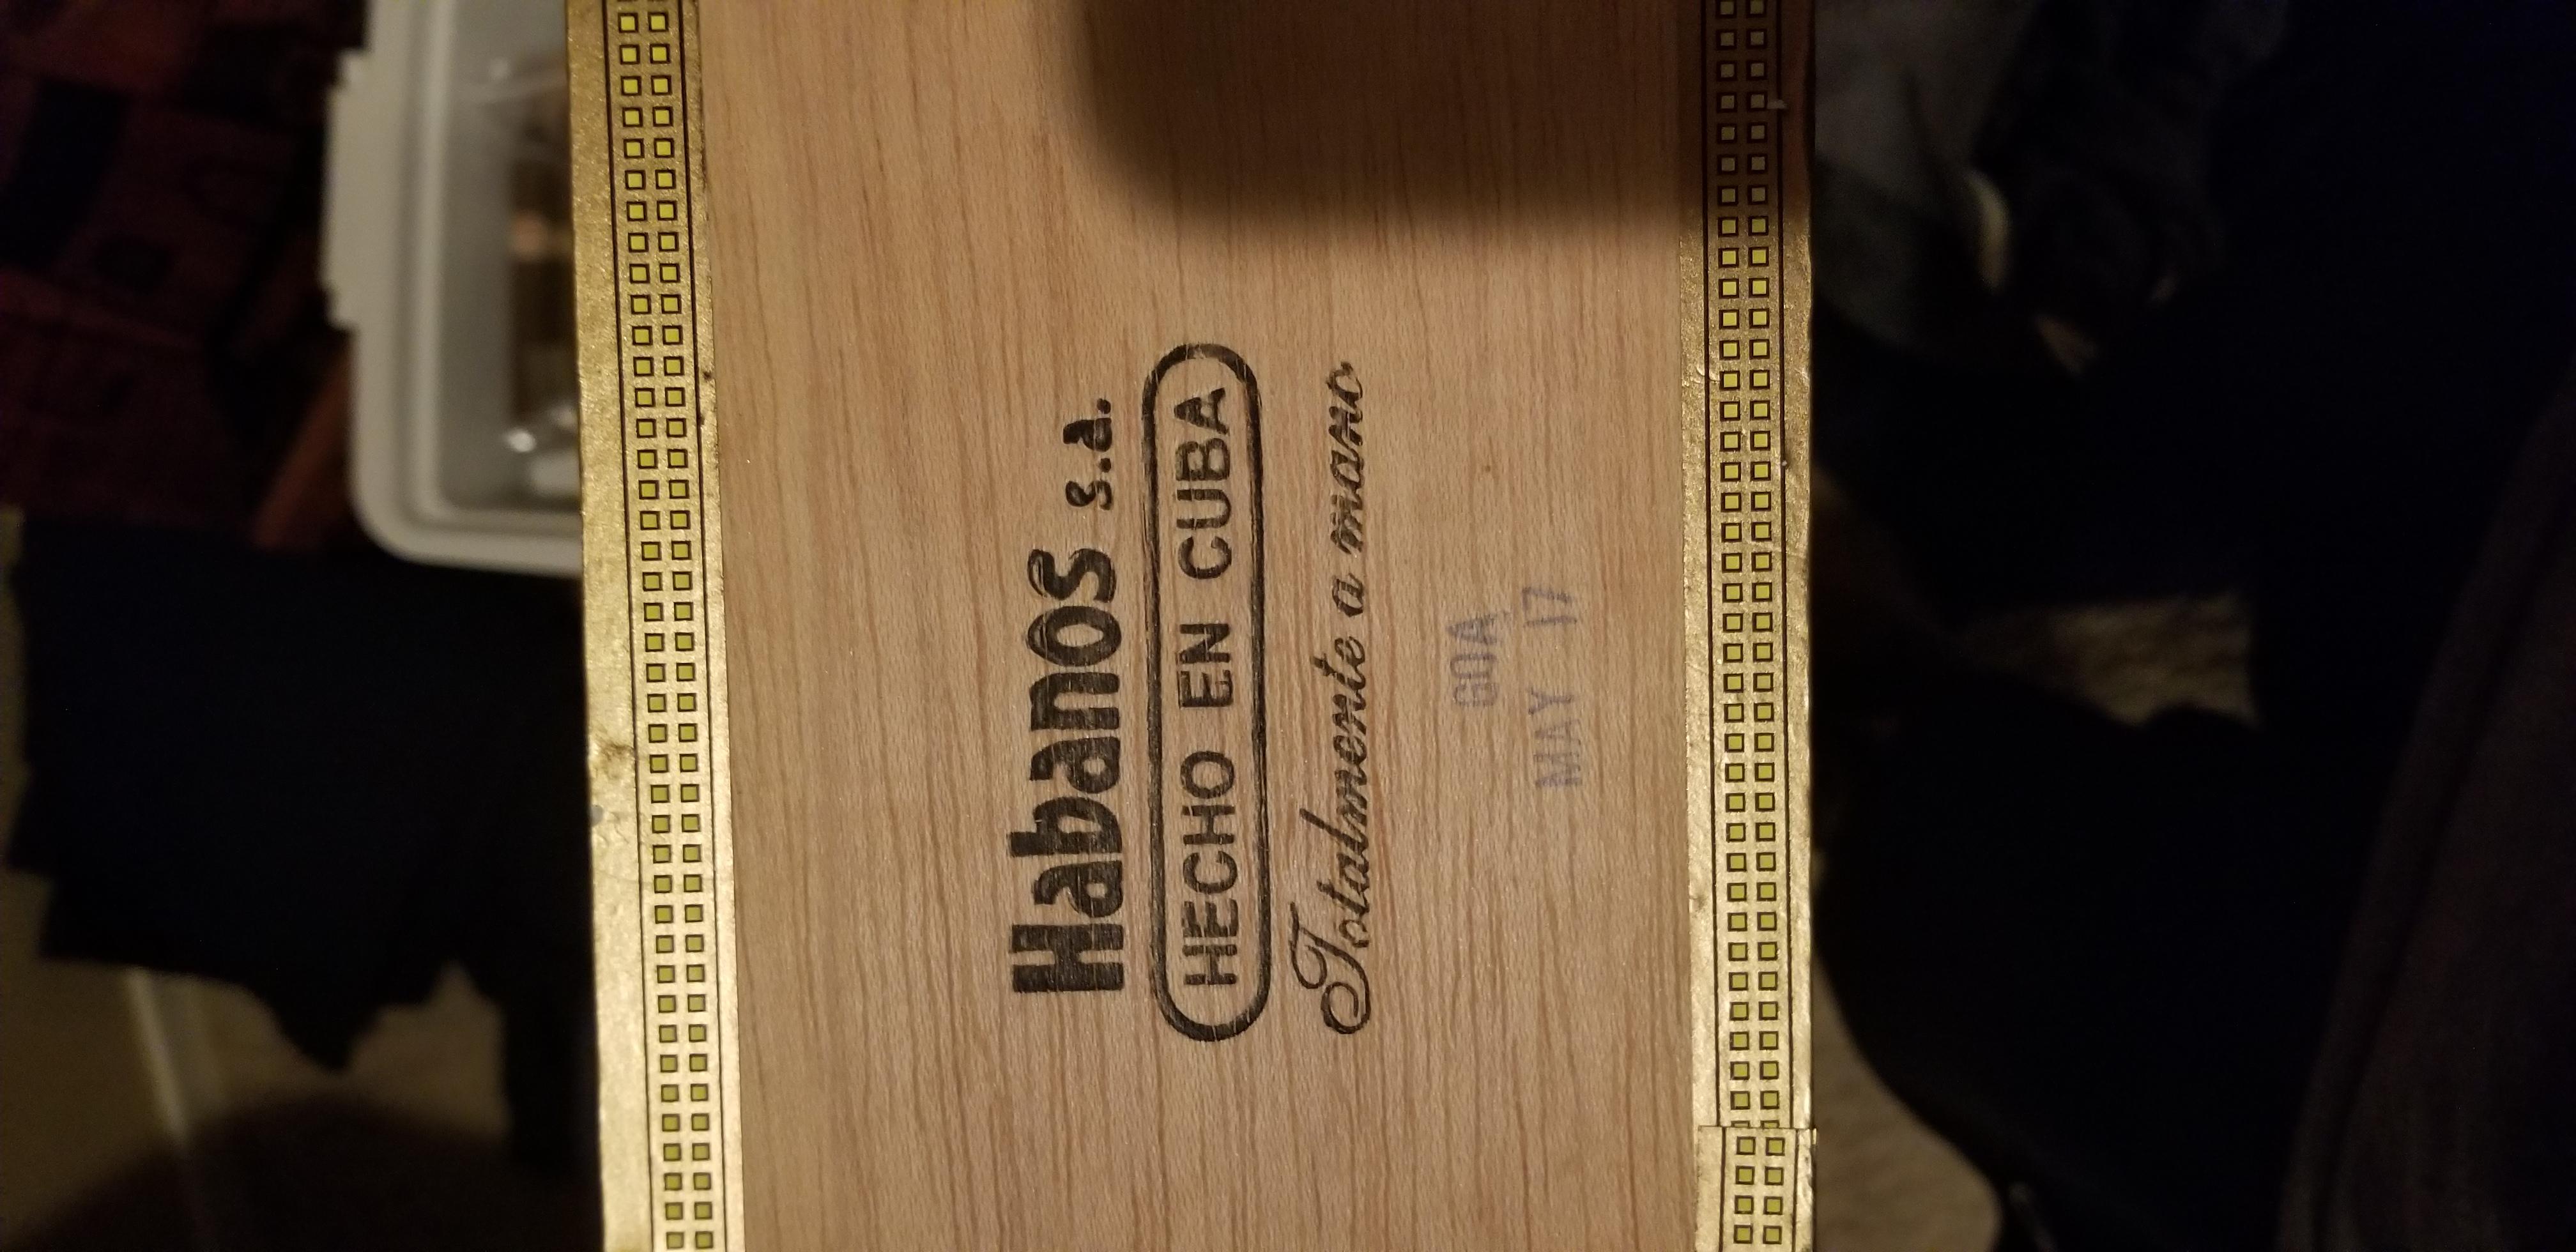 Habanos s.a.
HECHO EN CUBA
Totalmente a mano
GOA
MAY 17